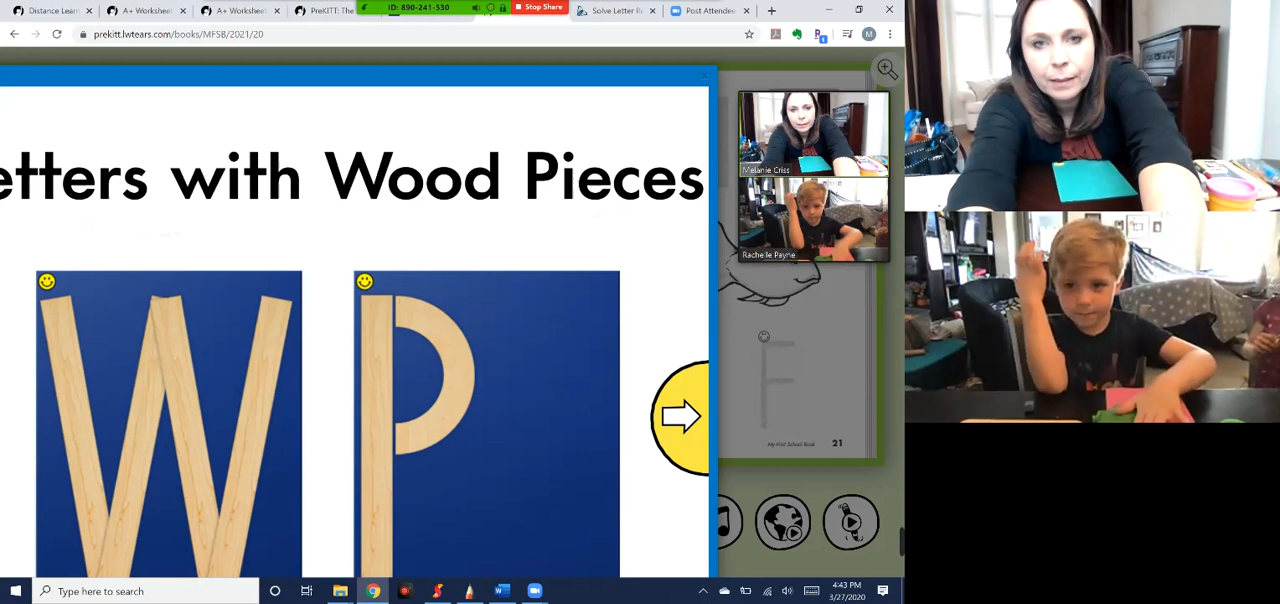 Distance Learn
A+ Worksheet
A+ Worksheet
PreKITT: The
ID: 890-241-530
Stop Share
Solve Letter R
Post Attendee
prekitt.lwtears.com/books/MFSB/2021/20
M
etters with Wood Pieces
W
P
Melanie Criss
Rachelle Payne
F
My First School Book 21
Type here to search
4:43 PM
3/27/2020